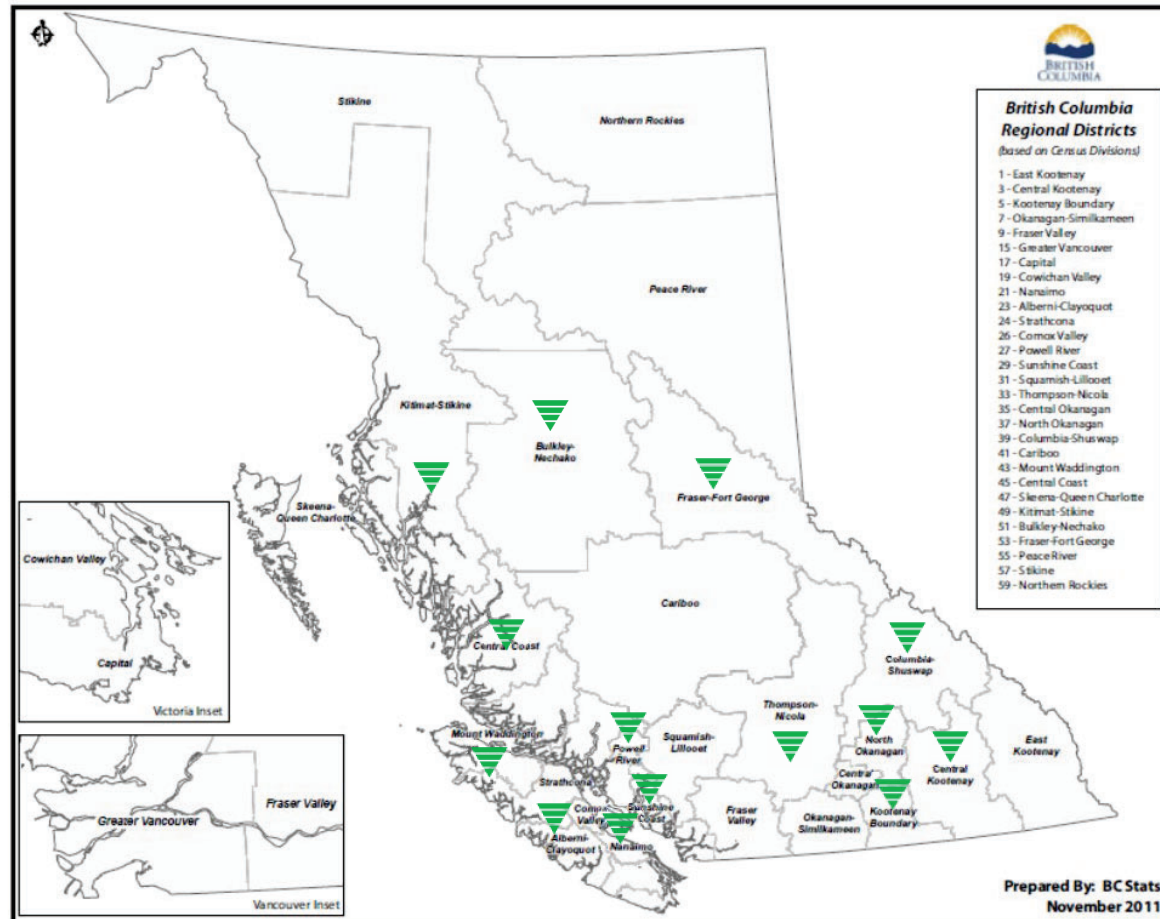 BRITISH
COLUMBIA
British Columbia
Regional Districts
(based on Census Divisions)
1 - East Kootenay
3 - Central Kootenay
5 - Kootenay Boundary
7 - Okanagan-Similkameen
9 - Fraser Valley
15 - Greater Vancouver
17 - Capital
19 - Cowichan Valley
21 - Nanaimo
23 - Alberni-Clayoquot
24 - Strathcona
26 - Comox Valley
27 - Powell River
29 - Sunshine Coast
31 - Squamish-Lillooet
33 - Thompson-Nicola
35 - Central Okanagan
37 - North Okanagan
39 - Columbia-Shuswap
41 - Cariboo
43 - Mount Waddington
45 - Central Coast
47 - Skeena-Queen Charlotte
49 - Kitimat-Stikine
51 - Bulkley-Nechako
53 - Fraser-Fort George
55 - Peace River
57 - Stikine
59 - Northern Rockies
Stikine
Northern Rockies
Peace River
Kitimat-Stikine
Bulkley-
Nechako
Fraser-Fort George
Skeena-
Queen Charlotte
Cariboo
Central Coast
Columbia-
Shuswap
Thompson-
Nicola
Mount Waddington
Powell
River
Squamish-
Lillooet
North
Okanagan
East
Kootenay
Central
Kootenay
Strathcona
Central
Okanagan
Comox
Valley
Sunshine
Coast
Fraser
Valley
Okanagan-
Similkameen
Kootenay
Boundary
Alberni-
Clayoquot
Nanaimo
Cowichan Valley
Capital
Victoria Inset
Fraser Valley
Greater Vancouver
Vancouver Inset
Prepared By: BC Stats
November 2011